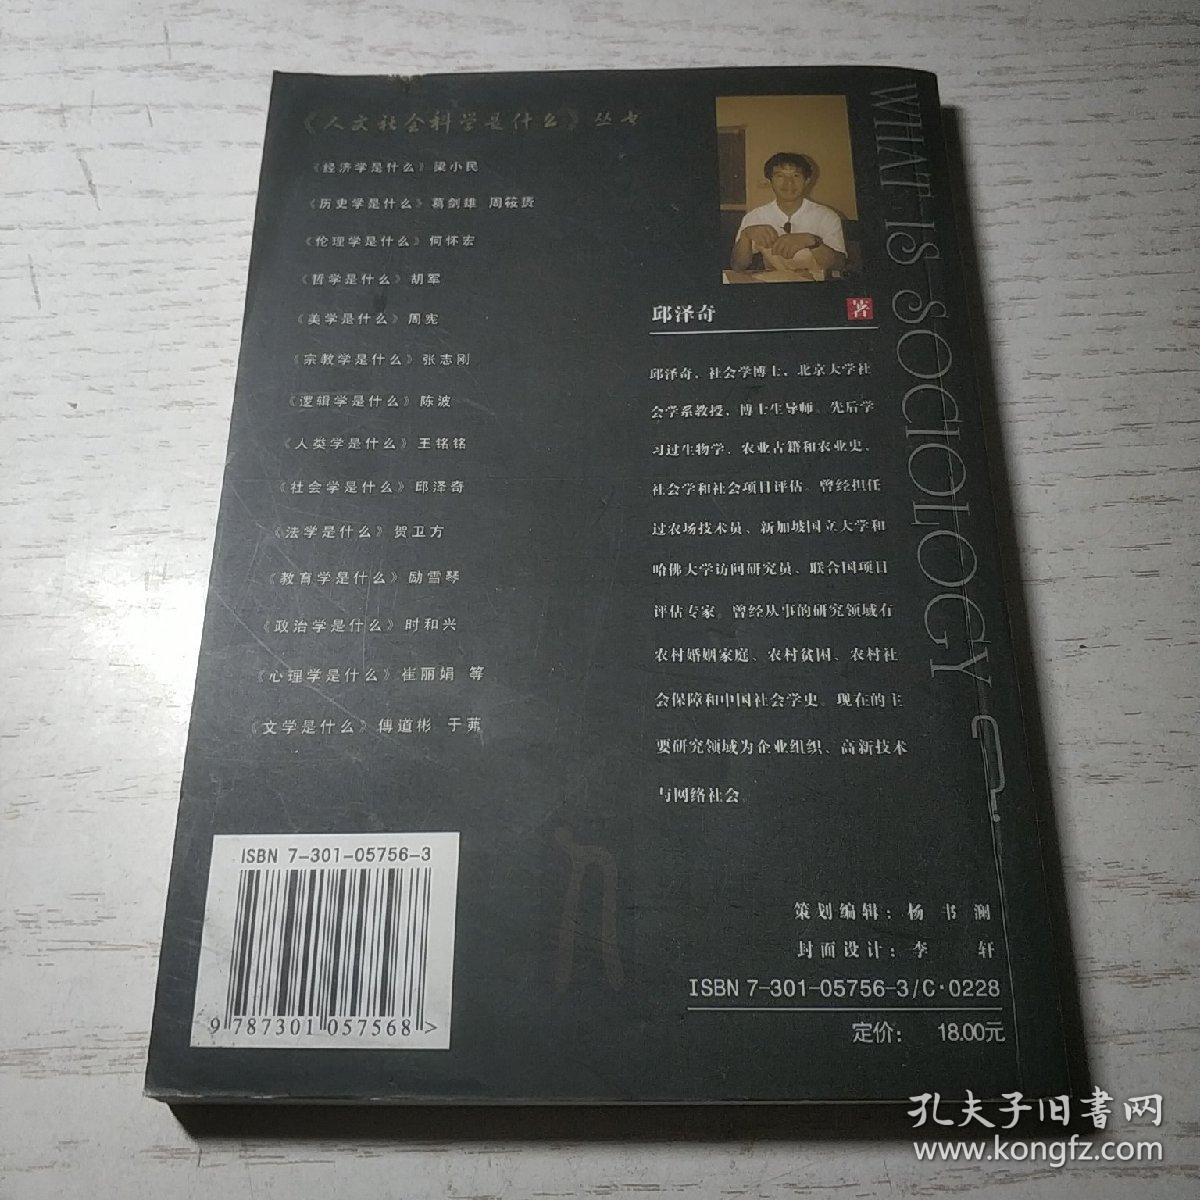 《人文社会科学是什么》丛书
《经济学是什么》梁小民
《历史学是什么》葛剑雄 周筱赟
《伦理学是什么》何怀宏
《哲学是什么》胡军
《美学是什么》周宪
《宗教学是什么》张志刚
《逻辑学是什么》陈波
《人类学是什么》王铭铭
《社会学是什么》邱泽奇
《法学是什么》贺卫方
《教育学是什么》励雪琴
《政治学是什么》时和兴
《心理学是什么》崔丽娟 等
《文学是什么》傅道彬 于茀
WHAT IS SOCIOLOGY
邱泽奇 著
邱泽奇，社会学博士，北京大学社
会学系教授，博士生导师。先后学
习过生物学、农业古籍和农业史、
社会学和社会项目评估。曾经担任
过农场技术员、新加坡国立大学和
哈佛大学访问研究员、联合国项目
评估专家。曾经从事的研究领域有
农村婚姻家庭、农村贫困、农村社
会保障和中国社会学史。现在的主
要研究领域为企业组织、高新技术
与网络社会。
ISBN 7-301-05756-3
9 787301 057568 >
策划编辑：杨 书 澜
封面设计：李 轩
ISBN 7-301-05756-3/C·0228
定价： 18.00元
孔夫子旧书网
www.kongfz.com